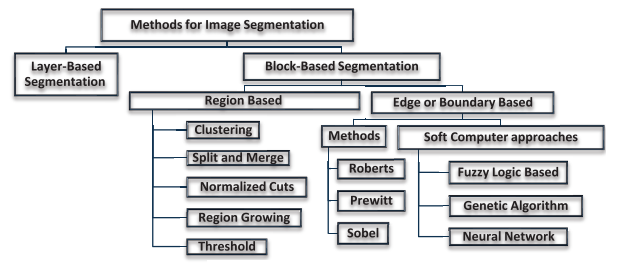 Methods for Image Segmentation
Layer-Based
Segmentation
Block-Based Segmentation
Region Based
Edge or Boundary Based
Clustering
Split and Merge
Normalized Cuts
Region Growing
Threshold
Methods
Roberts
Prewitt
Sobel
Soft Computer approaches
Fuzzy Logic Based
Genetic Algorithm
Neural Network